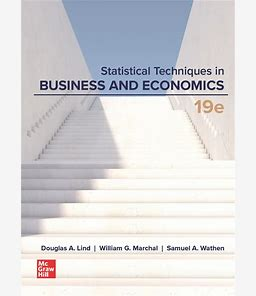 Statistical Techniques in
BUSINESS AND ECONOMICS
19e
Douglas A. Lind | William G. Marchal | Samuel A. Wathen
Mc
Graw
Hill